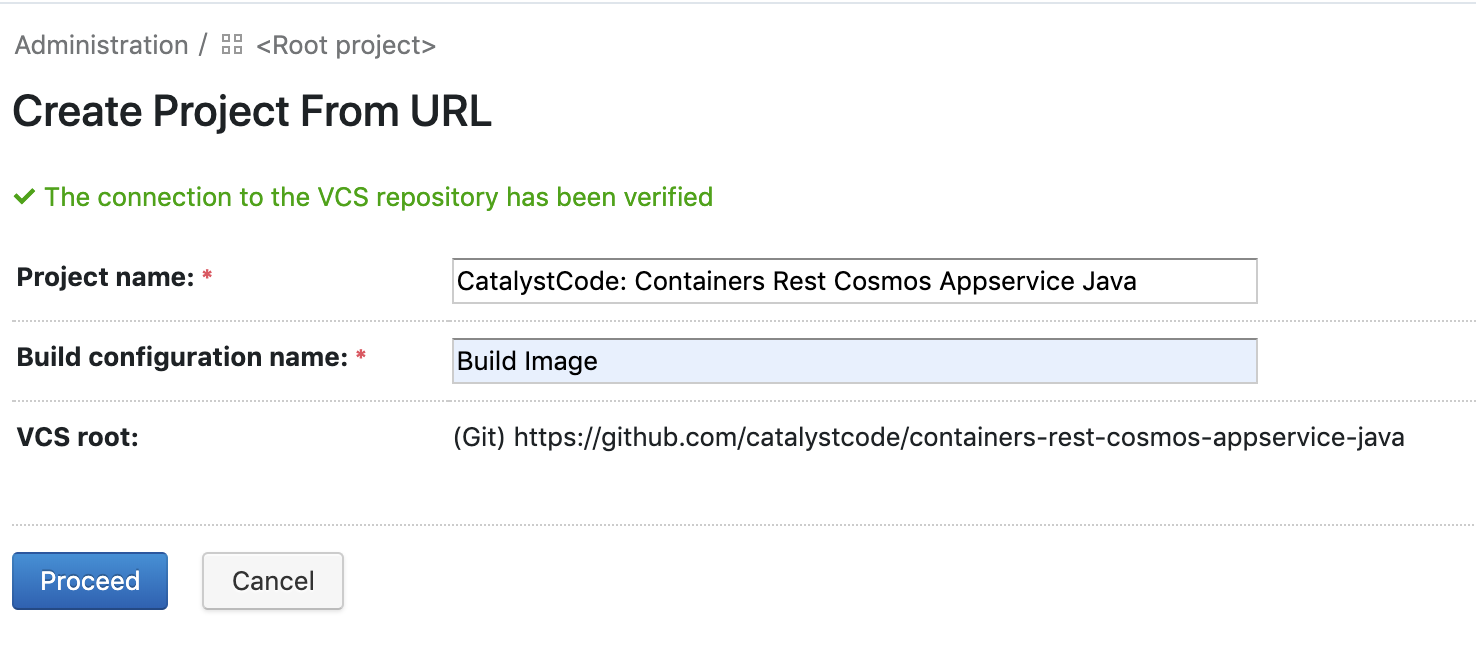 Administration / <Root project>
Create Project From URL
✔ The connection to the VCS repository has been verified
Project name: * CatalystCode: Containers Rest Cosmos Appservice Java
Build configuration name: * Build Image
VCS root: (Git) https://github.com/catalystcode/containers-rest-cosmos-appservice-java
Proceed Cancel